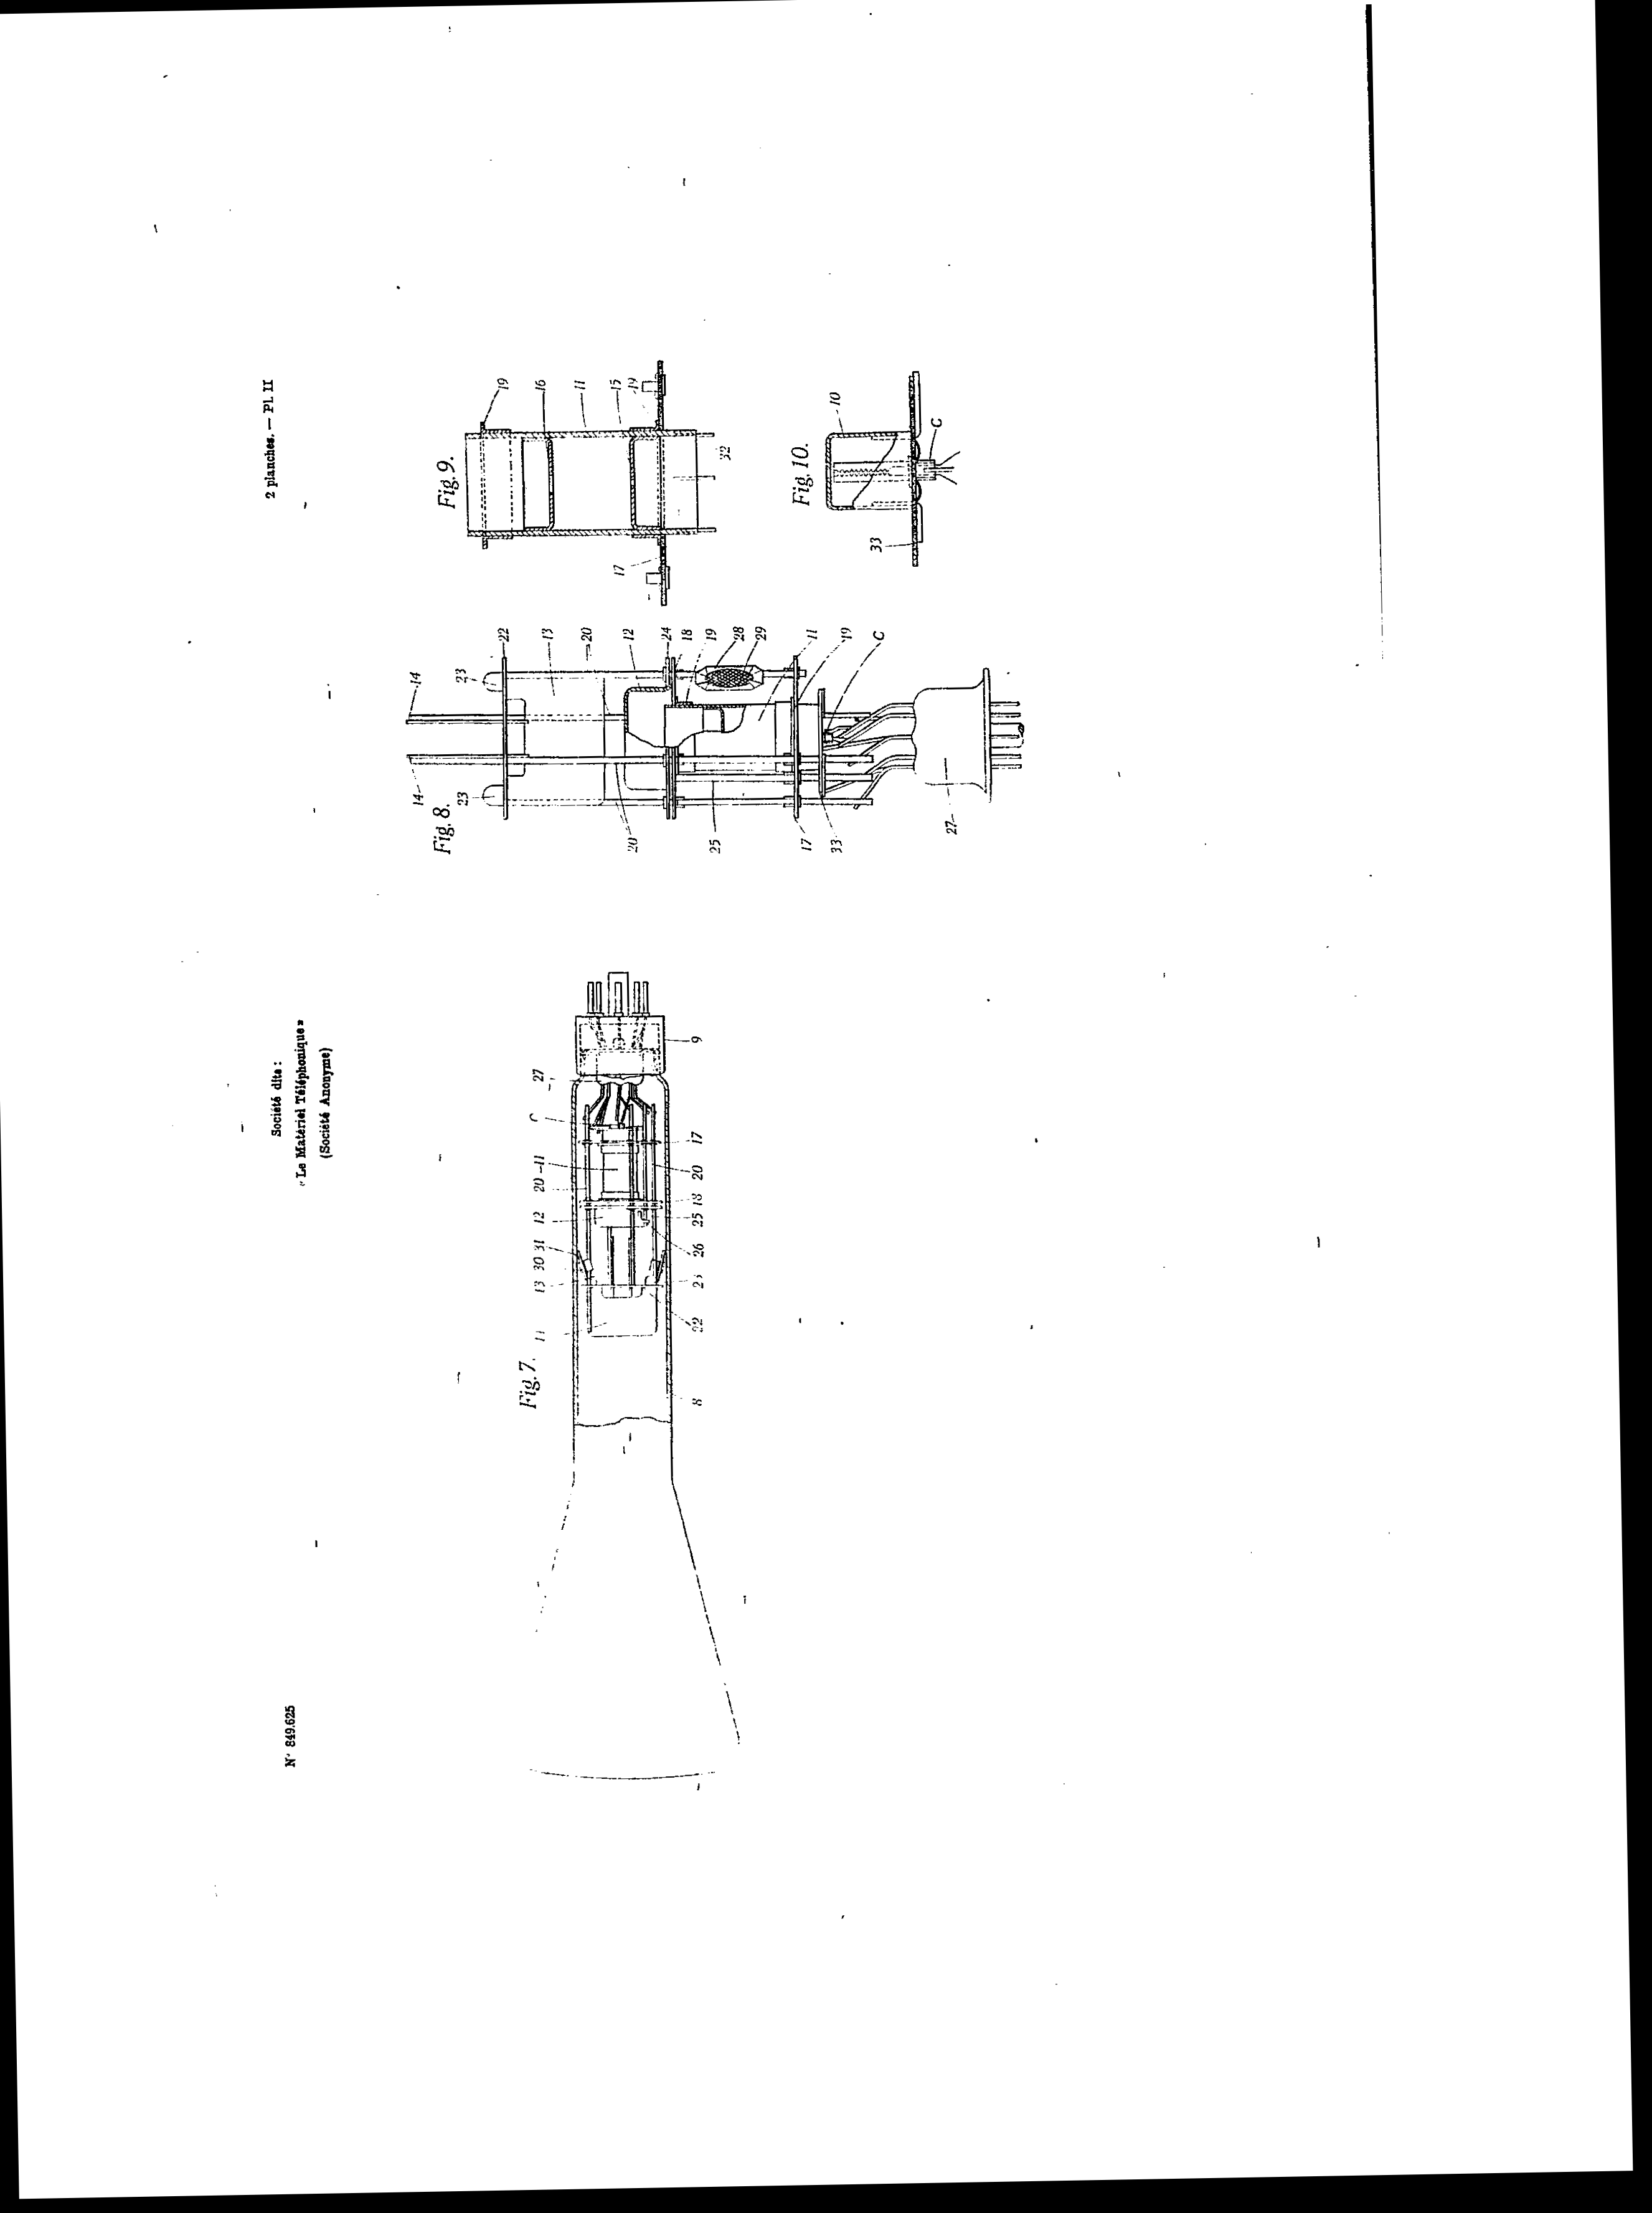 N° 849.625
Société dite :
« Le Matériel Téléphonique »
(Société Anonyme)
2 planches. — Pl. II
Fig. 7.
13 30 31 12 20 11 C 27
8 22 23 26 25 18 20 17 9
Fig. 8.
14 23 14 23
22 13 20 12 24 18 19 28 29 11 19 C
20 25 17 33 27
Fig. 9.
19 16 11 15 19
17 32
Fig. 10.
10 C
33